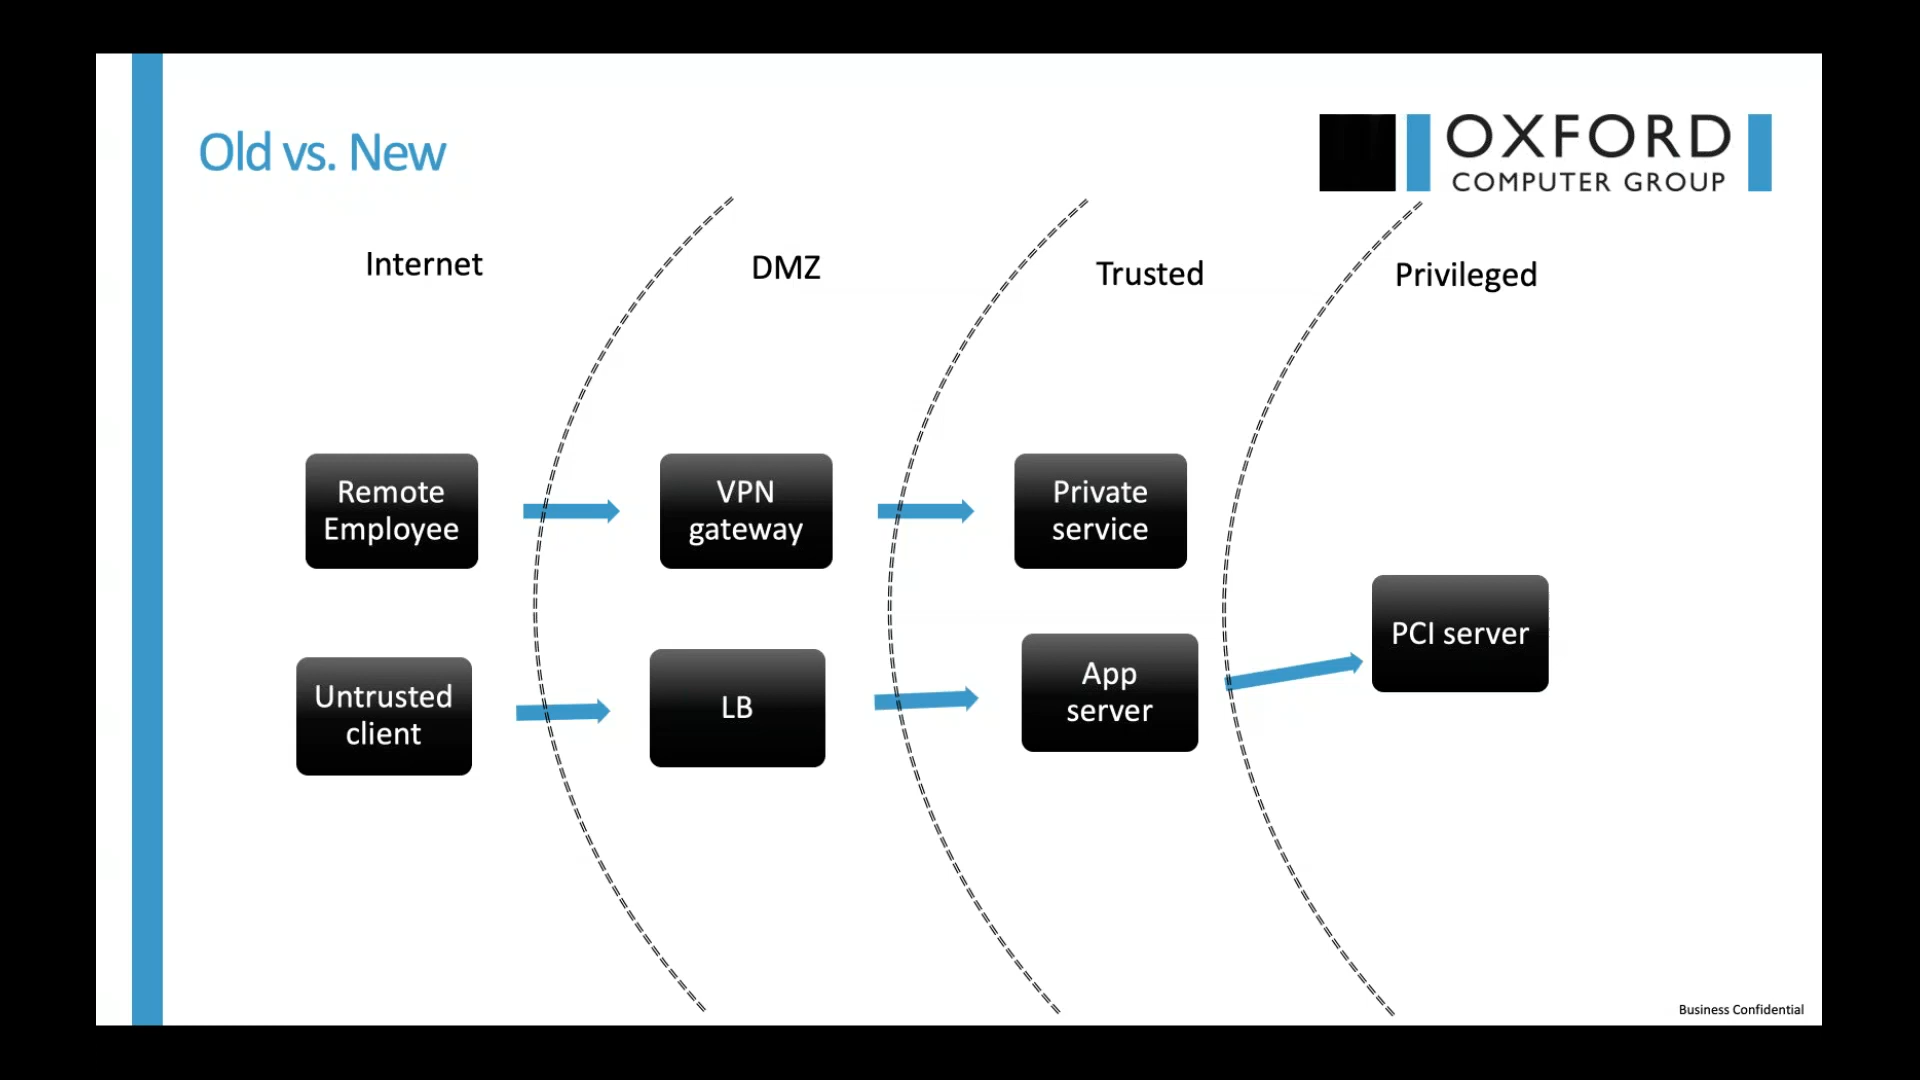 Old vs. New
OXFORD
COMPUTER GROUP
Internet
DMZ
Trusted
Privileged
Remote
Employee
VPN
gateway
Private
service
PCI server
Untrusted
client
LB
App
server
Business Confidential